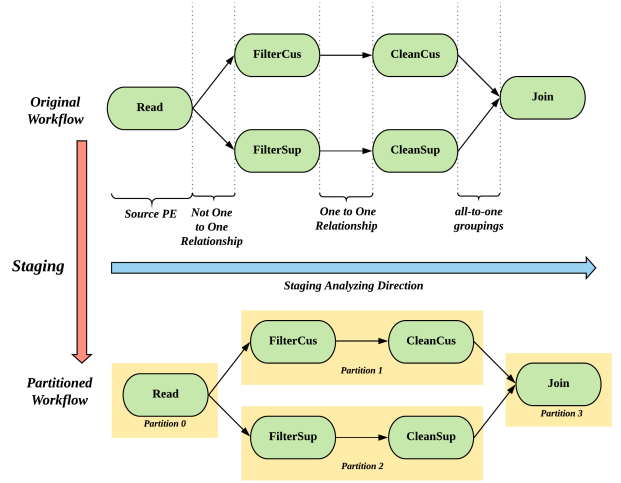 FilterCus
CleanCus
Original
Workflow
Read
Join
FilterSup
CleanSup
Source PE
Not One
to One
Relationship
One to One
Relationship
all-to-one
groupings
Staging
Staging Analyzing Direction
FilterCus
CleanCus
Partition 1
Partitioned
Workflow
Read
Partition 0
Join
Partition 3
FilterSup
CleanSup
Partition 2